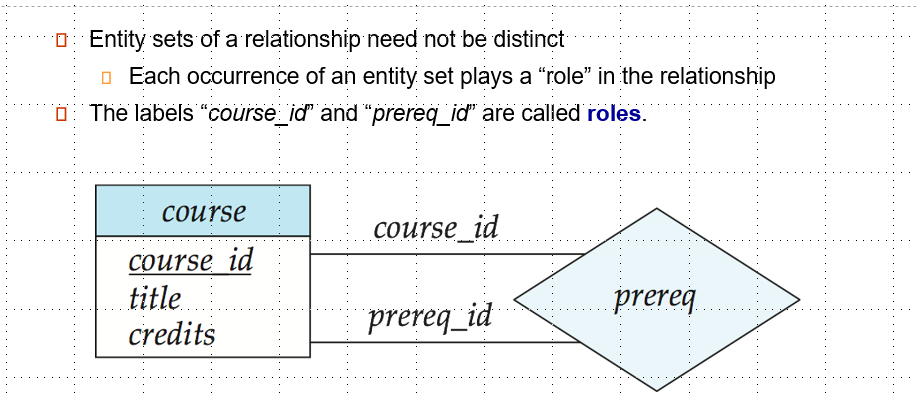 Entity sets of a relationship need not be distinct
Each occurrence of an entity set plays a “role” in the relationship
The labels “course_id” and “prereq_id” are called roles.
course
course_id
title
credits
course_id
prereq_id
prereq